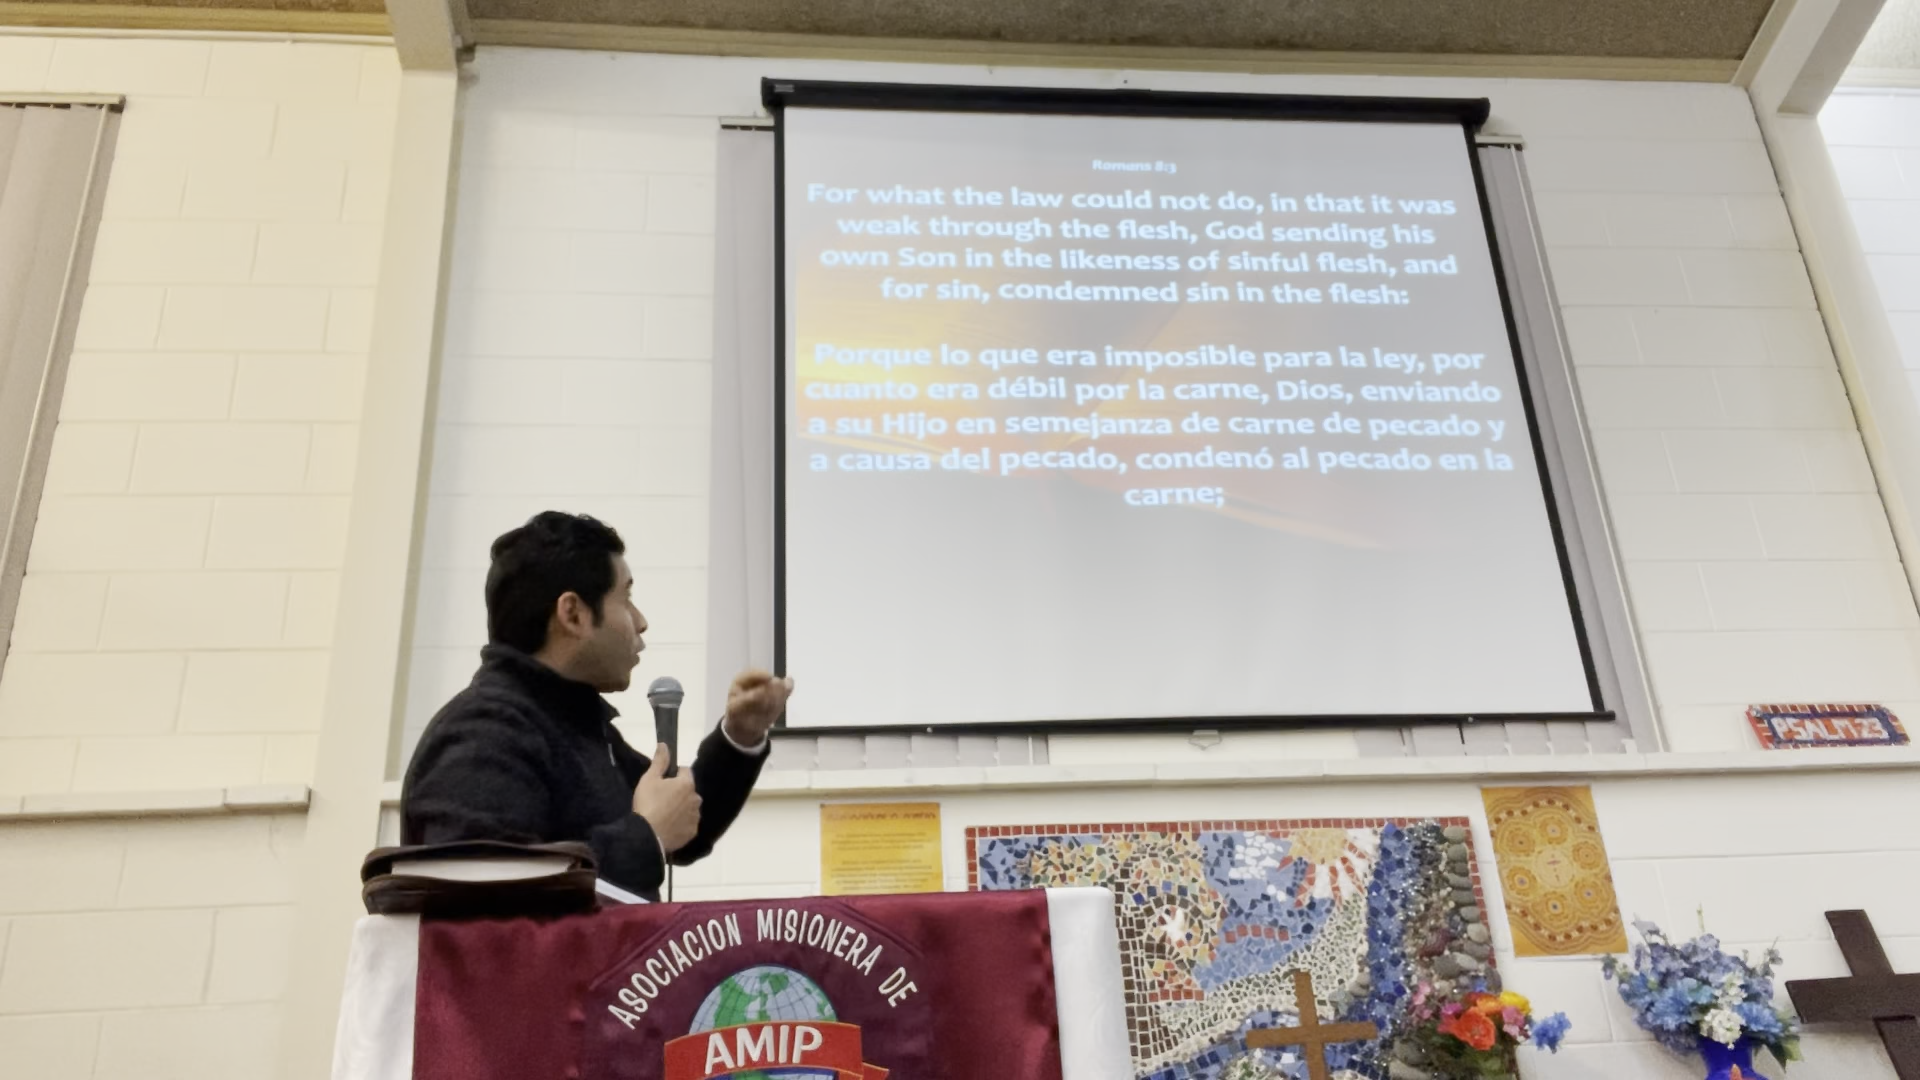 Romans 8:3
For what the law could not do, in that it was
weak through the flesh, God sending his
own Son in the likeness of sinful flesh, and
for sin, condemned sin in the flesh:
Porque lo que era imposible para la ley, por
cuanto era débil por la carne, Dios, enviando
a su Hijo en semejanza de carne de pecado y
a causa del pecado, condenó al pecado en la
carne;
PSALM 23
ASOCIACION MISIONERA DE
AMIP